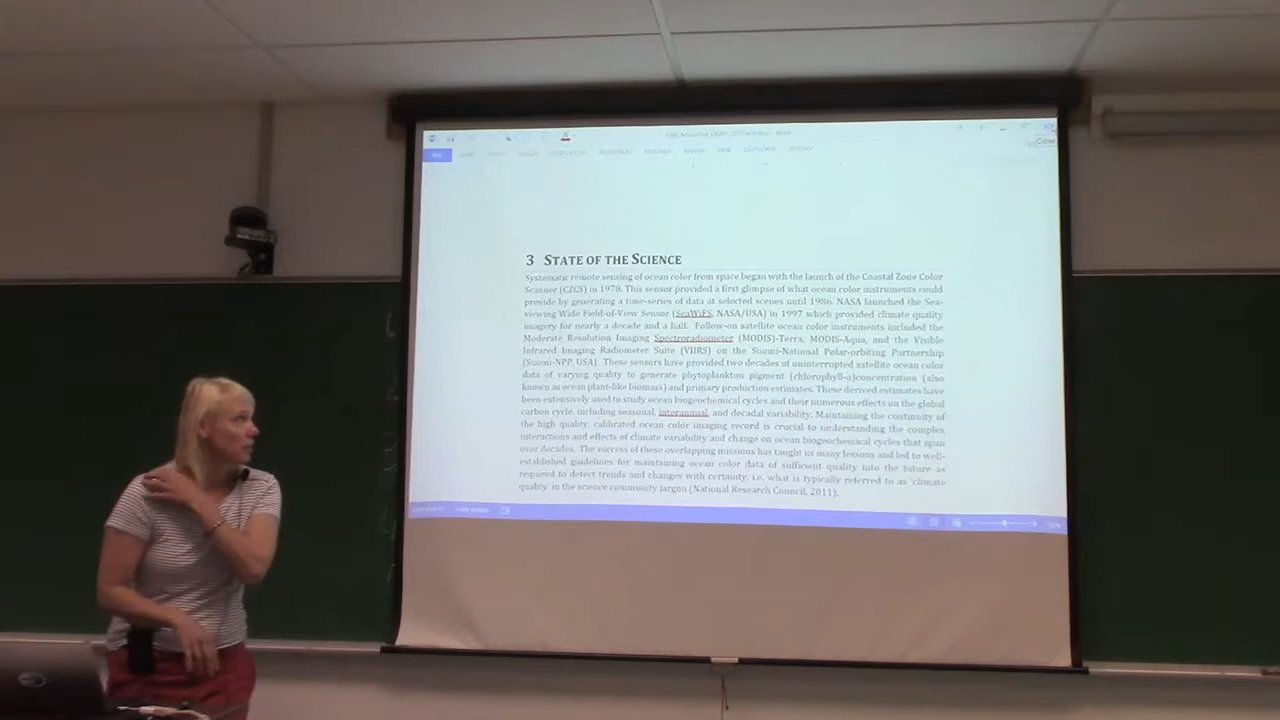 Close
3 STATE OF THE SCIENCE
Systematic remote sensing of ocean color from space began with the launch of the Coastal Zone Color
Scanner (CZCS) in 1978. This sensor provided a first glimpse of what ocean color instruments could
provide by generating a time-series of data at selected scenes until 1986. NASA launched the Sea-
viewing Wide Field-of-View Sensor (SeaWiFS, NASA/USA) in 1997 which provided climate quality
imagery for nearly a decade and a half. Follow-on satellite ocean color instruments included the
Moderate Resolution Imaging Spectroradiometer (MODIS)-Terra, MODIS-Aqua, and the Visible
Infrared Imaging Radiometer Suite (VIIRS) on the Suomi-National Polar-orbiting Partnership
(Suomi-NPP, USA). These sensors have provided two decades of uninterrupted satellite ocean color
data of varying quality to generate phytoplankton pigment (chlorophyll-a)concentration (also
known as ocean plant-like biomass) and primary production estimates. These derived estimates have
been extensively used to study ocean biogeochemical cycles and their numerous effects on the global
carbon cycle, including seasonal, interannual, and decadal variability. Maintaining the continuity of
the high quality, calibrated ocean color imaging record is crucial to understanding the complex
interactions and effects of climate variability and change on ocean biogeochemical cycles that span
over decades. The success of these overlapping missions has taught us many lessons and led to well-
established guidelines for maintaining ocean color data of sufficient quality into the future as
required to detect trends and changes with certainty, i.e. what is typically referred to as 'climate
quality' in the science community jargon (National Research Council, 2011).